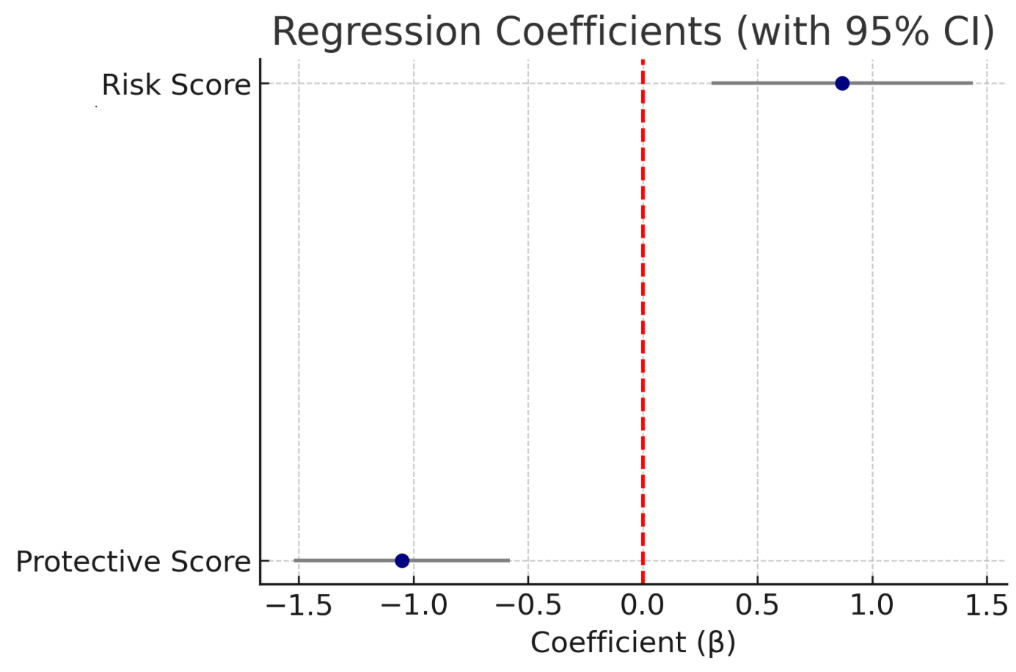 Regression Coefficients (with 95% CI)
Risk Score
Protective Score
−1.5 −1.0 −0.5 0.0 0.5 1.0 1.5
Coefficient (β)